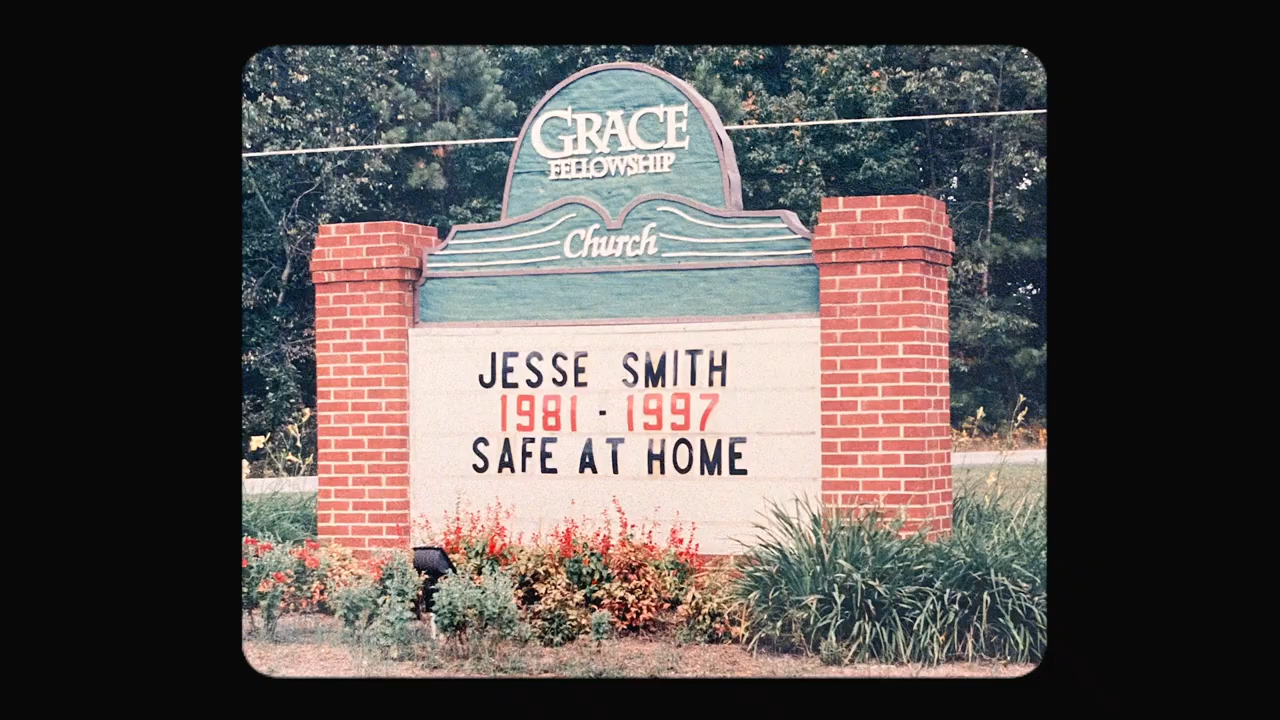 GRACE
FELLOWSHIP
Church
JESSE SMITH
1981 - 1997
SAFE AT HOME